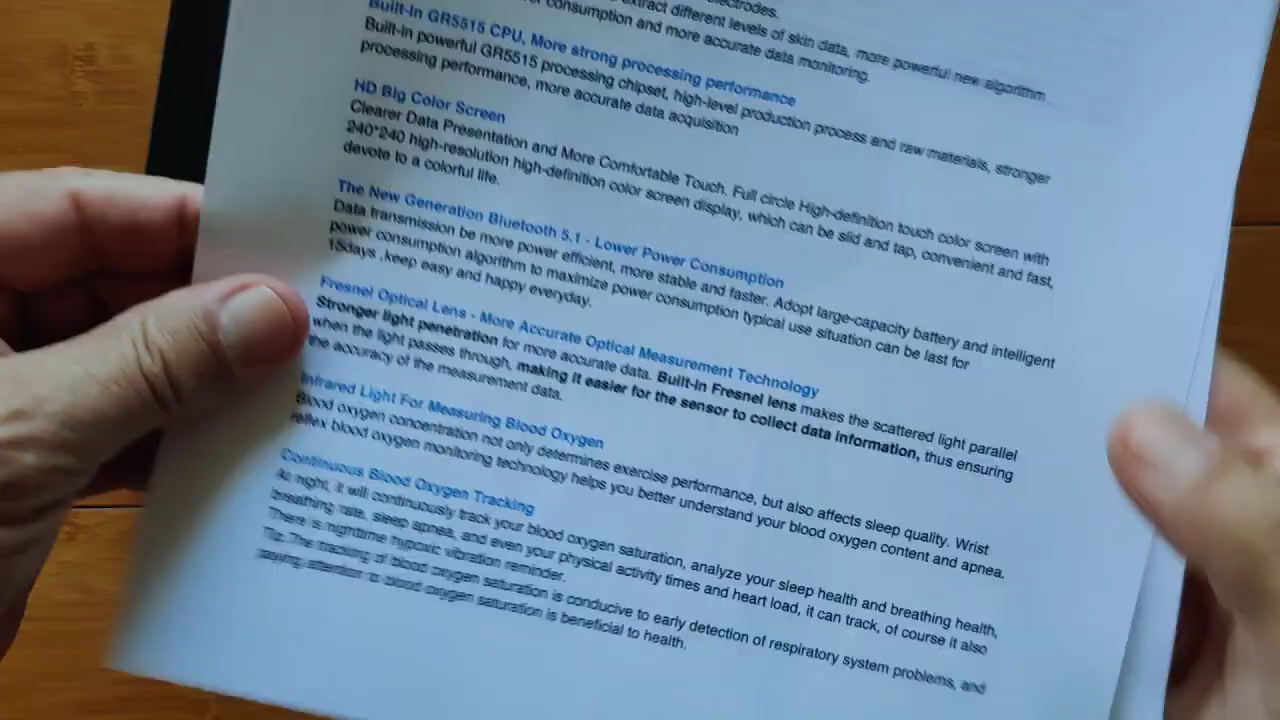 ectrodes.
extract different levels of skin data, more powerful new algorithm
consumption and more accurate data monitoring.
Built-in GR5515 CPU, More strong processing performance
Built-in powerful GR5515 processing chipset, high-level production process and raw materials, stronger
processing performance, more accurate data acquisition
HD Big Color Screen
Clearer Data Presentation and More Comfortable Touch. Full circle High-definition touch color screen with
240*240 high-resolution high-definition color screen display, which can be slid and tap, convenient and fast,
devote to a colorful life.
The New Generation Bluetooth 5.1 - Lower Power Consumption
Data transmission be more power efficient, more stable and faster. Adopt large-capacity battery and intelligent
power consumption algorithm to maximize power consumption typical use situation can be last for
15days ,keep easy and happy everyday.
Fresnel Optical Lens - More Accurate Optical Measurement Technology
Stronger light penetration for more accurate data. Built-in Fresnel lens makes the scattered light parallel
when the light passes through, making it easier for the sensor to collect data information, thus ensuring
the accuracy of the measurement data.
Infrared Light For Measuring Blood Oxygen
Blood oxygen concentration not only determines exercise performance, but also affects sleep quality. Wrist
reflex blood oxygen monitoring technology helps you better understand your blood oxygen content and apnea.
Continuous Blood Oxygen Tracking
At night, it will continuously track your blood oxygen saturation, analyze your sleep health and breathing health,
breathing rate, sleep apnea, and even your physical activity times and heart load, it can track, of course it also
There is nighttime hypoxic vibration reminder.
Tip. The tracking of blood oxygen saturation is conducive to early detection of respiratory system problems, and
paying attention to blood oxygen saturation is beneficial to health.